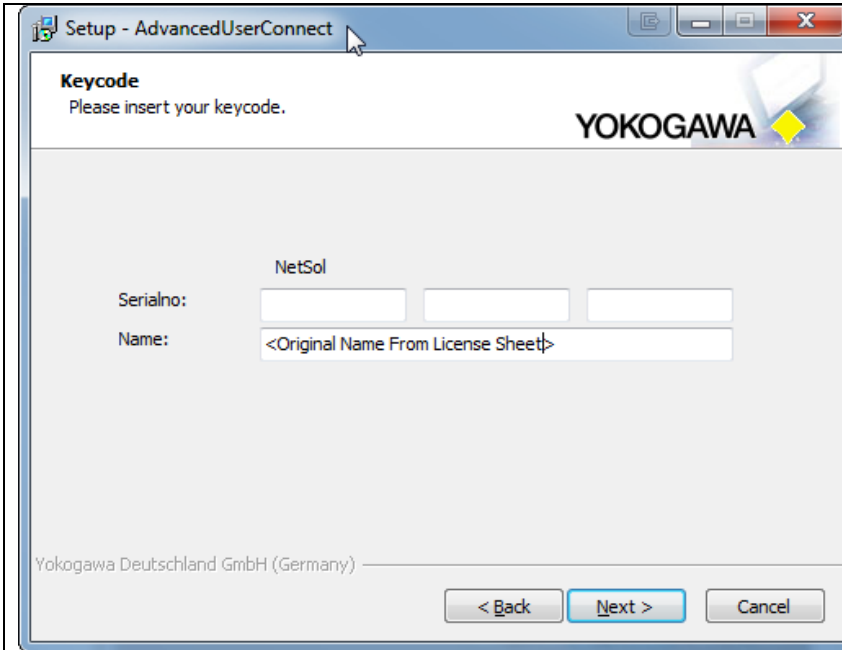 Setup - AdvancedUserConnect
Keycode
Please insert your keycode.
YOKOGAWA
NetSol
Serialno:
Name:
<Original Name From License Sheet>
Yokogawa Deutschland GmbH (Germany)
< Back
Next >
Cancel